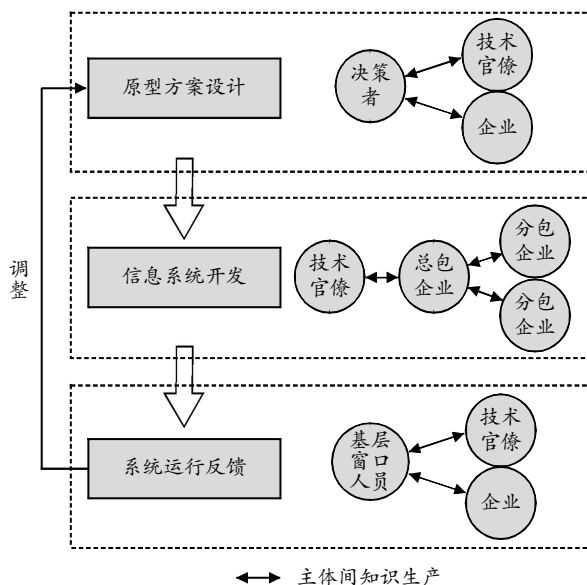 原型方案设计
决策
者
技术
官僚
企业
调
整
信息系统开发
技术
官僚
总包
企业
分包
企业
分包
企业
系统运行反馈
基层
窗口
人员
技术
官僚
企业
主体间知识生产